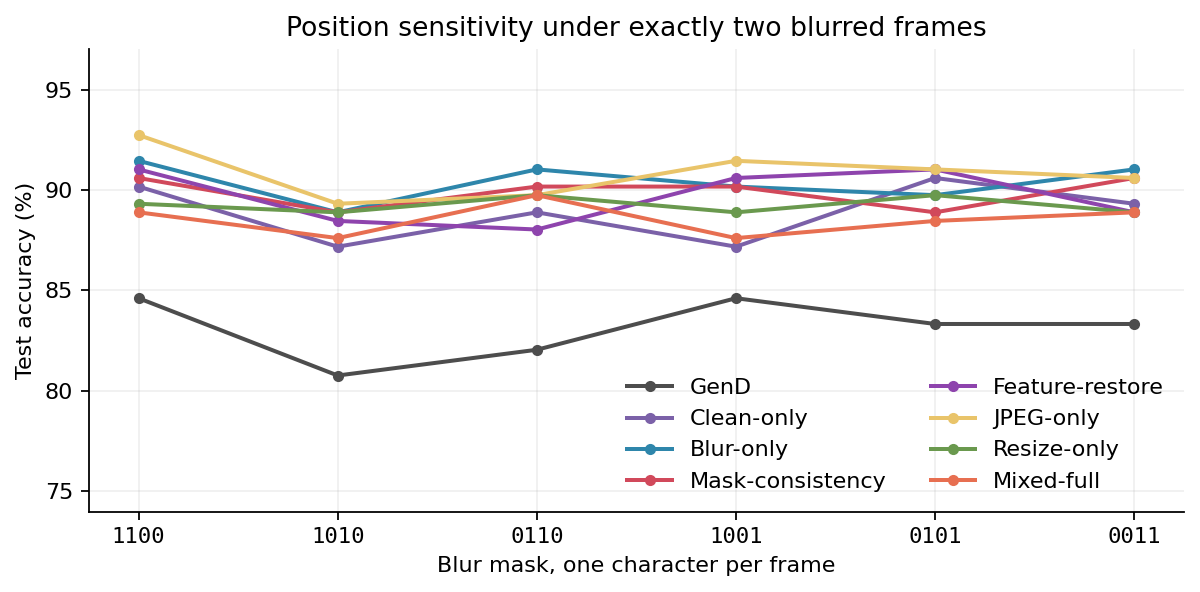 Position sensitivity under exactly two blurred frames
Test accuracy (%)
95
90
85
80
75
GenD
Clean-only
Blur-only
Mask-consistency
Feature-restore
JPEG-only
Resize-only
Mixed-full
1100 1010 0110 1001 0101 0011
Blur mask, one character per frame